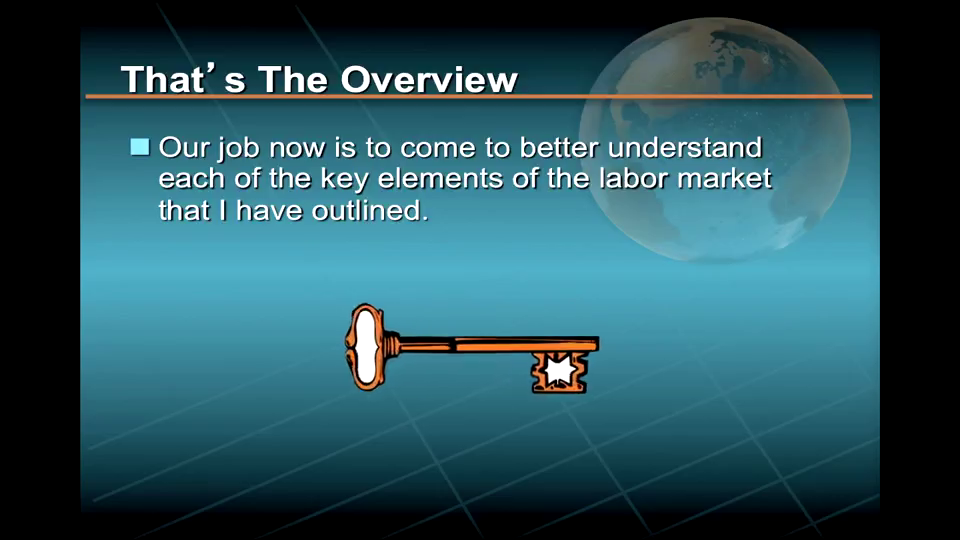 That's The Overview
Our job now is to come to better understand
each of the key elements of the labor market
that I have outlined.